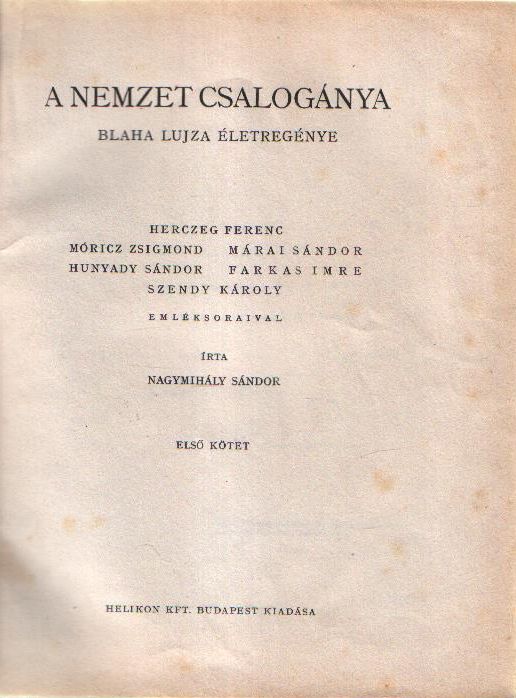 A NEMZET CSALOGÁNYA
BLAHA LUJZA ÉLETREGÉNYE
HERCZEG FERENC
MÓRICZ ZSIGMOND MÁRAI SÁNDOR
HUNYADY SÁNDOR FARKAS IMRE
SZENDY KÁROLY
EMLÉKSORAIVAL
ÍRTA
NAGYMIHÁLY SÁNDOR
ELSŐ KÖTET
HELIKON KFT. BUDAPEST KIADÁSA